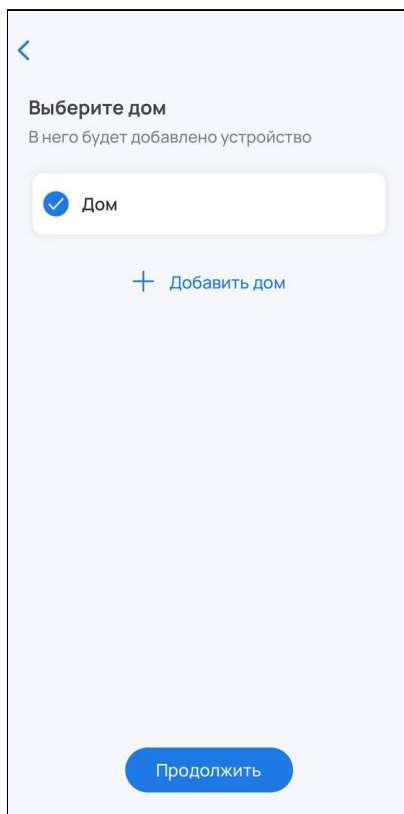 Выберите дом
В него будет добавлено устройство
Дом
Добавить дом
Продолжить